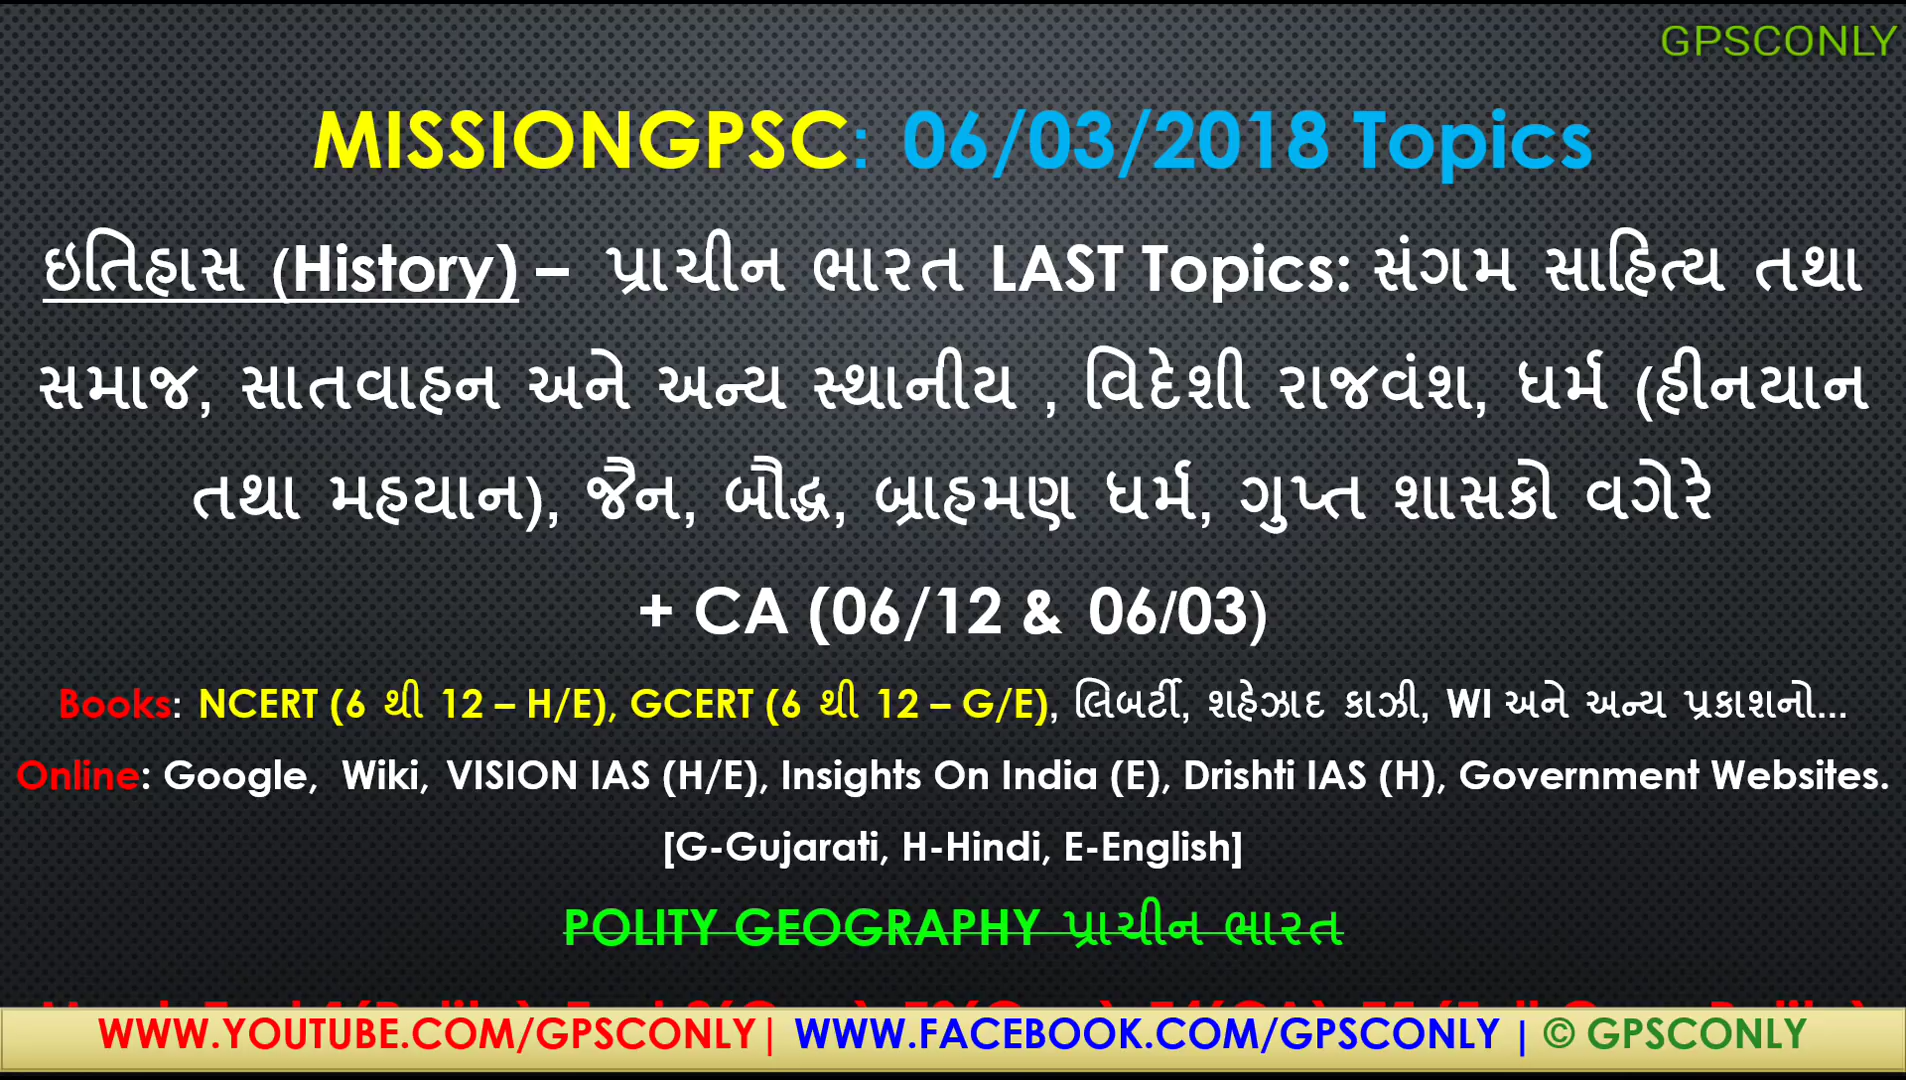 GPSCONLY
MISSIONGPSC: 06/03/2018 Topics
ઇતિહાસ (History) – પ્રાચીન ભારત LAST Topics: સંગમ સાહિત્ય તથા
સમાજ, સાતવાહન અને અન્ય સ્થાનીય , વિદેશી રાજવંશ, ધર્મ (હીનયાન
તથા મહયાન), જૈન, બૌદ્ધ, બ્રાહમણ ધર્મ, ગુપ્ત શાસકો વગેરે
+ CA (06/12 & 06/03)
Books: NCERT (6 થી 12 – H/E), GCERT (6 થી 12 – G/E), લિબર્ટી, શહેઝાદ કાઝી, WI અને અન્ય પ્રકાશનો...
Online: Google, Wiki, VISION IAS (H/E), Insights On India (E), Drishti IAS (H), Government Websites.
[G-Gujarati, H-Hindi, E-English]
POLITY GEOGRAPHY પ્રાચીન ભારત
WWW.YOUTUBE.COM/GPSCONLY| WWW.FACEBOOK.COM/GPSCONLY | © GPSCONLY